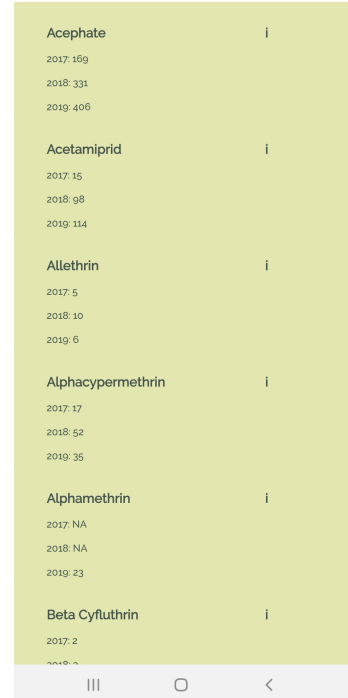 Acephate i
2017: 169
2018: 331
2019: 406
Acetamiprid i
2017: 15
2018: 98
2019: 114
Allethrin i
2017: 5
2018: 10
2019: 6
Alphacypermethrin i
2017: 17
2018: 52
2019: 35
Alphamethrin i
2017: NA
2018: NA
2019: 23
Beta Cyfluthrin i
2017: 2